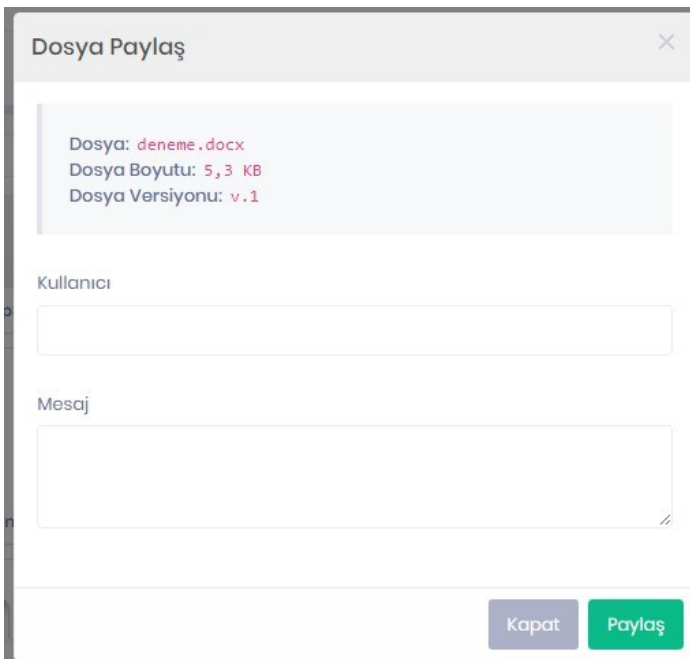 Dosya Paylaş
Dosya: deneme.docx
Dosya Boyutu: 5,3 KB
Dosya Versiyonu: v.1
Kullanıcı
Mesaj
Kapat
Paylaş